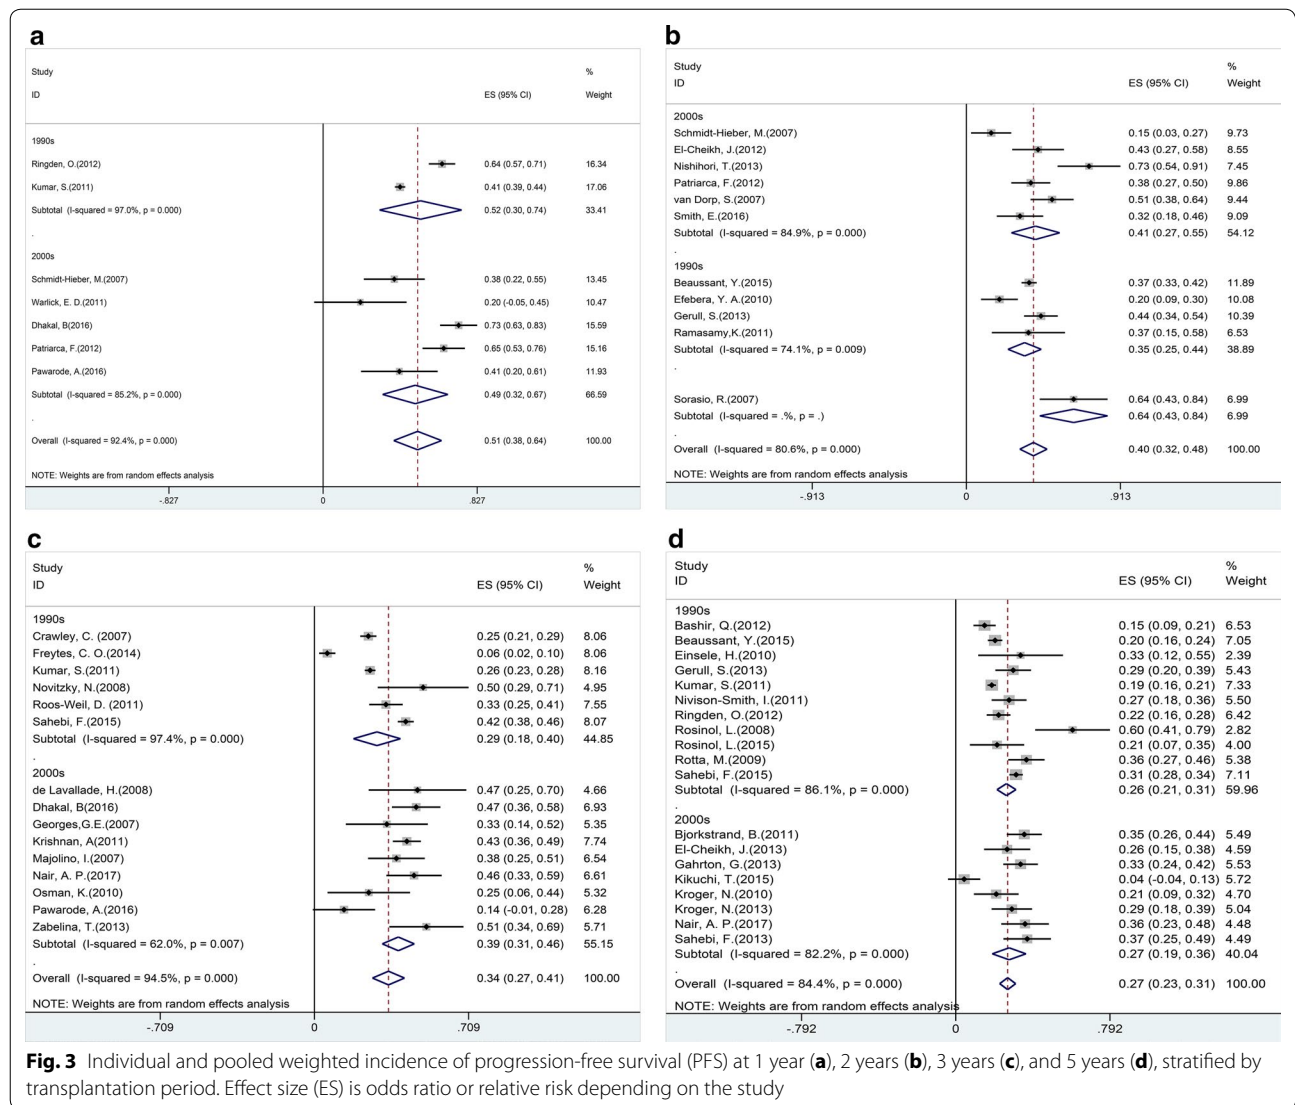 a
Study %
ID ES (95% CI) Weight
1990s
Ringden, O.(2012) 0.64 (0.57, 0.71) 16.34
Kumar, S.(2011) 0.41 (0.39, 0.44) 17.06
Subtotal (I-squared = 97.0%, p = 0.000) 0.52 (0.30, 0.74) 33.41
.
2000s
Schmidt-Hieber, M.(2007) 0.38 (0.22, 0.55) 13.45
Warlick, E. D.(2011) 0.20 (-0.05, 0.45) 10.47
Dhakal, B(2016) 0.73 (0.63, 0.83) 15.59
Patriarca, F.(2012) 0.65 (0.53, 0.76) 15.16
Pawarode, A.(2016) 0.41 (0.20, 0.61) 11.93
Subtotal (I-squared = 85.2%, p = 0.000) 0.49 (0.32, 0.67) 66.59
.
Overall (I-squared = 92.4%, p = 0.000) 0.51 (0.38, 0.64) 100.00
NOTE: Weights are from random effects analysis
-.827 0 .827
b
Study %
ID ES (95% CI) Weight
2000s
Schmidt-Hieber, M.(2007) 0.15 (0.03, 0.27) 9.73
El-Cheikh, J.(2012) 0.43 (0.27, 0.58) 8.55
Nishihori, T.(2013) 0.73 (0.54, 0.91) 7.45
Patriarca, F.(2012) 0.38 (0.27, 0.50) 9.86
van Dorp, S.(2007) 0.51 (0.38, 0.64) 9.44
Smith, E.(2016) 0.32 (0.18, 0.46) 9.09
Subtotal (I-squared = 84.9%, p = 0.000) 0.41 (0.27, 0.55) 54.12
.
1990s
Beaussant, Y.(2015) 0.37 (0.33, 0.42) 11.89
Efebera, Y. A.(2010) 0.20 (0.09, 0.30) 10.08
Gerull, S.(2013) 0.44 (0.34, 0.54) 10.39
Ramasamy,K.(2011) 0.37 (0.15, 0.58) 6.53
Subtotal (I-squared = 74.1%, p = 0.009) 0.35 (0.25, 0.44) 38.89
.
Sorasio, R.(2007) 0.64 (0.43, 0.84) 6.99
Subtotal (I-squared = .%, p = .) 0.64 (0.43, 0.84) 6.99
.
Overall (I-squared = 80.6%, p = 0.000) 0.40 (0.32, 0.48) 100.00
NOTE: Weights are from random effects analysis
-.913 0 .913
c
Study %
ID ES (95% CI) Weight
1990s
Crawley, C. (2007) 0.25 (0.21, 0.29) 8.06
Freytes, C. O.(2014) 0.06 (0.02, 0.10) 8.06
Kumar, S.(2011) 0.26 (0.23, 0.28) 8.16
Novitzky, N.(2008) 0.50 (0.29, 0.71) 4.95
Roos-Weil, D. (2011) 0.33 (0.25, 0.41) 7.55
Sahebi, F.(2015) 0.42 (0.38, 0.46) 8.07
Subtotal (I-squared = 97.4%, p = 0.000) 0.29 (0.18, 0.40) 44.85
.
2000s
de Lavallade, H.(2008) 0.47 (0.25, 0.70) 4.66
Dhakal, B(2016) 0.47 (0.36, 0.58) 6.93
Georges,G.E.(2007) 0.33 (0.14, 0.52) 5.35
Krishnan, A(2011) 0.43 (0.36, 0.49) 7.74
Majolino, I.(2007) 0.38 (0.25, 0.51) 6.54
Nair, A. P.(2017) 0.46 (0.33, 0.59) 6.61
Osman, K.(2010) 0.25 (0.06, 0.44) 5.32
Pawarode, A.(2016) 0.14 (-0.01, 0.28) 6.28
Zabelina, T.(2013) 0.51 (0.34, 0.69) 5.71
Subtotal (I-squared = 62.0%, p = 0.007) 0.39 (0.31, 0.46) 55.15
.
Overall (I-squared = 94.5%, p = 0.000) 0.34 (0.27, 0.41) 100.00
NOTE: Weights are from random effects analysis
-.709 0 .709
d
Study %
ID ES (95% CI) Weight
1990s
Bashir, Q.(2012) 0.15 (0.09, 0.21) 6.53
Beaussant, Y.(2015) 0.20 (0.16, 0.24) 7.05
Einsele, H.(2010) 0.33 (0.12, 0.55) 2.39
Gerull, S.(2013) 0.29 (0.20, 0.39) 5.43
Kumar, S.(2011) 0.19 (0.16, 0.21) 7.33
Nivison-Smith, I.(2011) 0.27 (0.18, 0.36) 5.50
Ringden, O.(2012) 0.22 (0.16, 0.28) 6.42
Rosinol, L.(2008) 0.60 (0.41, 0.79) 2.82
Rosinol, L.(2015) 0.21 (0.07, 0.35) 4.00
Rotta, M.(2009) 0.36 (0.27, 0.46) 5.38
Sahebi, F.(2015) 0.31 (0.28, 0.34) 7.11
Subtotal (I-squared = 86.1%, p = 0.000) 0.26 (0.21, 0.31) 59.96
.
2000s
Bjorkstrand, B.(2011) 0.35 (0.26, 0.44) 5.49
El-Cheikh, J.(2013) 0.26 (0.15, 0.38) 4.59
Gahrton, G.(2013) 0.33 (0.24, 0.42) 5.53
Kikuchi, T.(2015) 0.04 (-0.04, 0.13) 5.72
Kroger, N.(2010) 0.21 (0.09, 0.32) 4.70
Kroger, N.(2013) 0.29 (0.18, 0.39) 5.04
Nair, A. P.(2017) 0.36 (0.23, 0.48) 4.48
Sahebi, F.(2013) 0.37 (0.25, 0.49) 4.49
Subtotal (I-squared = 82.2%, p = 0.000) 0.27 (0.19, 0.36) 40.04
.
Overall (I-squared = 84.4%, p = 0.000) 0.27 (0.23, 0.31) 100.00
NOTE: Weights are from random effects analysis
-.792 0 .792
Fig. 3 Individual and pooled weighted incidence of progression-free survival (PFS) at 1 year (a), 2 years (b), 3 years (c), and 5 years (d), stratified by
transplantation period. Effect size (ES) is odds ratio or relative risk depending on the study